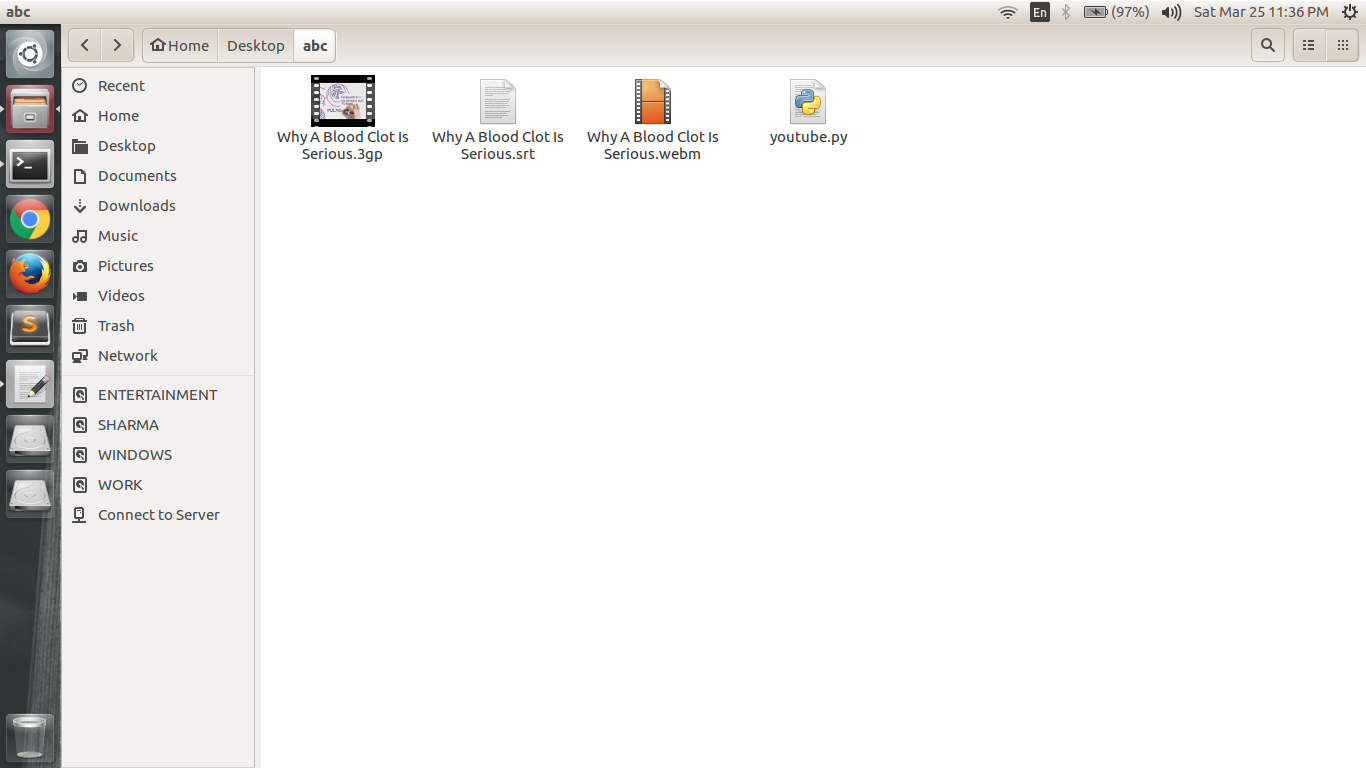 abc
En
(97%)
Sat Mar 25 11:36 PM
Home
Desktop
abc
Recent
Home
Desktop
Documents
Downloads
Music
Pictures
Videos
Trash
Network
ENTERTAINMENT
SHARMA
WINDOWS
WORK
Connect to Server
Why A Blood Clot Is
Serious.3gp
Why A Blood Clot Is
Serious.srt
Why A Blood Clot Is
Serious.webm
youtube.py